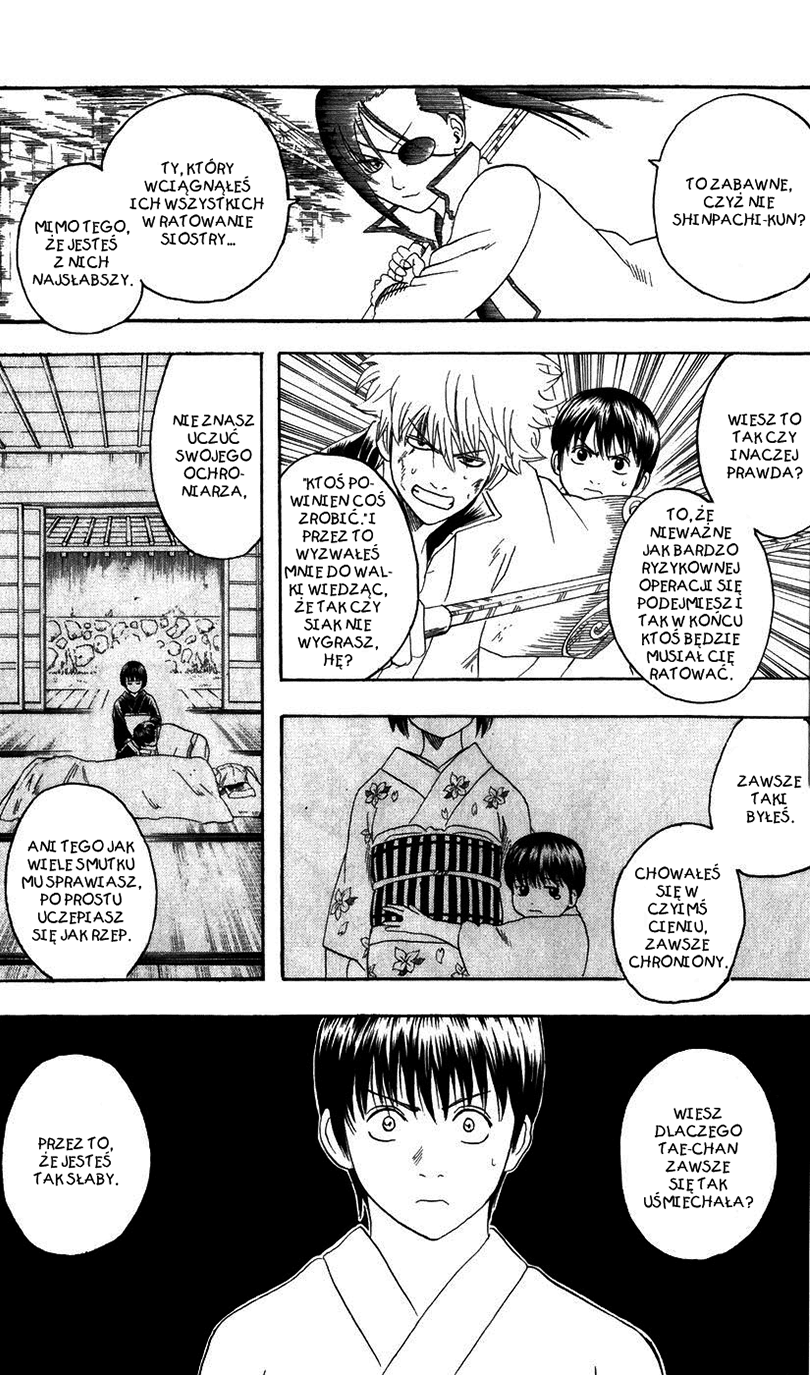 TO ZABAWNE,
CZYŻ NIE
SHINPACHI-KUN?
TY, KTÓRY
WCIĄGNĄŁEŚ
ICH WSZYSTKICH
W RATOWANIE
SIOSTRY...
MIMO TEGO,
ŻE JESTEŚ
Z NICH
NAJSŁABSZY.
WIESZ TO
TAK CZY
INACZEJ
PRAWDA?
TO, ŻE
NIEWAŻNE
JAK BARDZO
RYZYKOWNEJ
OPERACJI SIĘ
PODEJMIESZ I
TAK W KOŃCU
KTOŚ BĘDZIE
MUSIAŁ CIĘ
RATOWAĆ.
"KTOŚ PO-
WINIEN COŚ
ZROBIĆ." I
PRZEZ TO
WYZWAŁEŚ
MNIE DO WAL-
KI WIEDZĄC,
ŻE TAK CZY
SIAK NIE
WYGRASZ,
HĘ?
ZAWSZE
TAKI
BYŁEŚ.
CHOWAŁEŚ
SIĘ W
CZYIMŚ
CIENIU,
ZAWSZE
CHRONIONY.
NIE ZNASZ
UCZUĆ
SWOJEGO
OCHRO-
NIARZA,
ANI TEGO JAK
WIELE SMUTKU
MU SPRAWIASZ,
PO PROSTU
UCZEPIASZ
SIĘ JAK RZEP.
WIESZ
DLACZEGO
TAE-CHAN
ZAWSZE
SIĘ TAK
UŚMIECHAŁA?
PRZEZ TO,
ŻE JESTEŚ
TAK SŁABY.